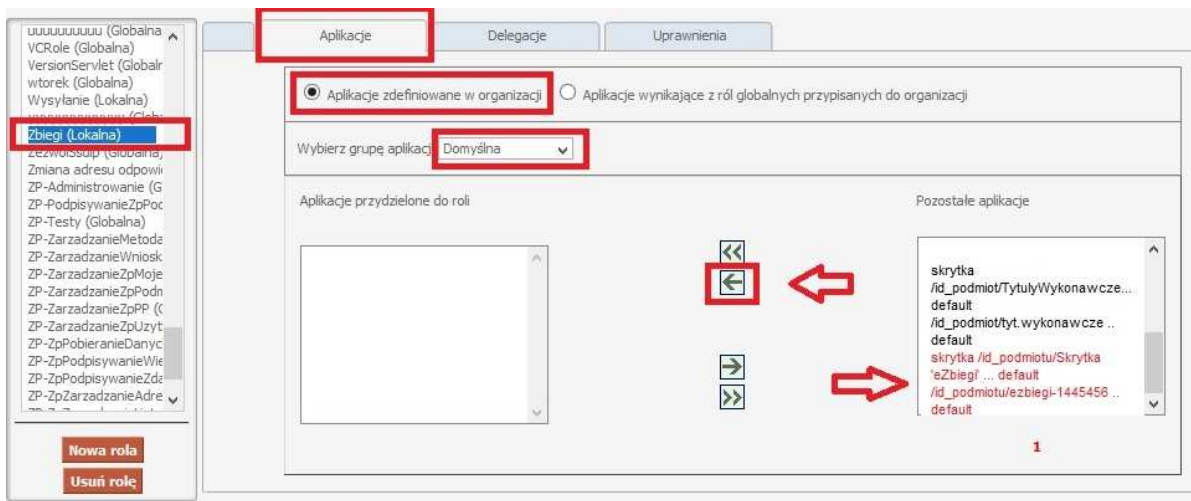 uuuuuuuuuu (Globalna
VCRole (Globalna)
VersionServlet (Globalr
wtorek (Globalna)
Wysyłanie (Lokalna)
Zbiegi (Lokalna)
Zmiana adresu odpowi
ZP-Administrowanie (G
ZP-PodpisywanieZpPoc
ZP-Testy (Globalna)
ZP-ZarzadzanieMetoda
ZP-ZarzadzanieWniosk
ZP-ZarzadzanieZpMoje
ZP-ZarzadzanieZpPodn
ZP-ZarzadzanieZpPP (G
ZP-ZarzadzanieZpUzyt
ZP-ZpPobieranieDanyc
ZP-ZpPodpisywanieWie
ZP-ZpPodpisywanieZda
ZP-ZpZarzadzanieAdre
Nowa rola
Usuń rolę
Aplikacje
Delegacje
Uprawnienia
Aplikacje zdefiniowane w organizacji
Aplikacje wynikające z ról globalnych przypisanych do organizacji
Wybierz grupę aplikacj Domyślna
Aplikacje przydzielone do roli
Pozostałe aplikacje
skrytka
/id_podmiot/TytulyWykonawcze...
default
/id_podmiot/tyt.wykonawcze ..
default
skrytka /id_podmiotu/Skrytka
'eZbiegi' ... default
/id_podmiotu/ezbiegi-1445456 ..
default
1